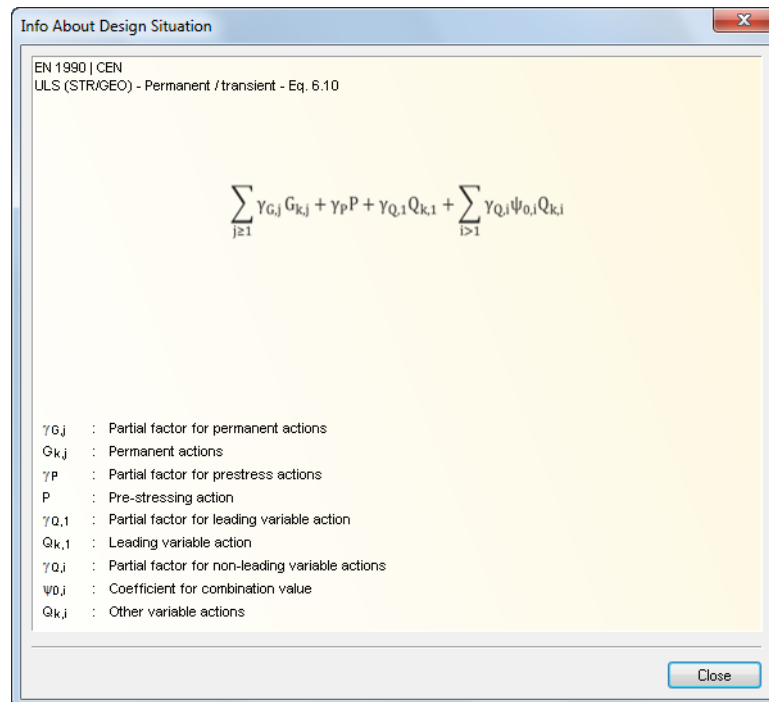 Info About Design Situation
EN 1990 | CEN
ULS (STR/GEO) - Permanent / transient - Eq. 6.10
∑ j≥1 γG,j Gk,j + γP P + γQ,1 Qk,1 + ∑ i>1 γQ,i ψ0,i Qk,i
γG,j : Partial factor for permanent actions
Gk,j : Permanent actions
γP : Partial factor for prestress actions
P : Pre-stressing action
γQ,1 : Partial factor for leading variable action
Qk,1 : Leading variable action
γQ,i : Partial factor for non-leading variable actions
ψ0,i : Coefficient for combination value
Qk,i : Other variable actions
Close